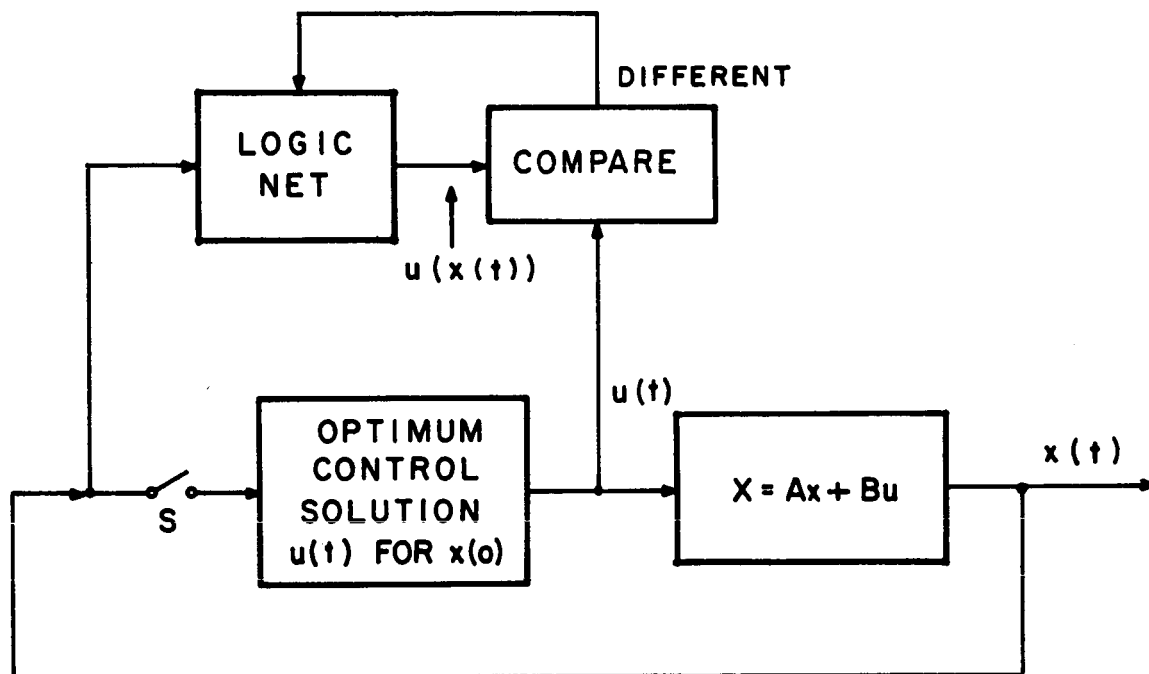 DIFFERENT
LOGIC
NET
COMPARE
u(x(t))
u(t)
OPTIMUM
CONTROL
SOLUTION
u(t) FOR x(o)
S
X = Ax + Bu
x(t)